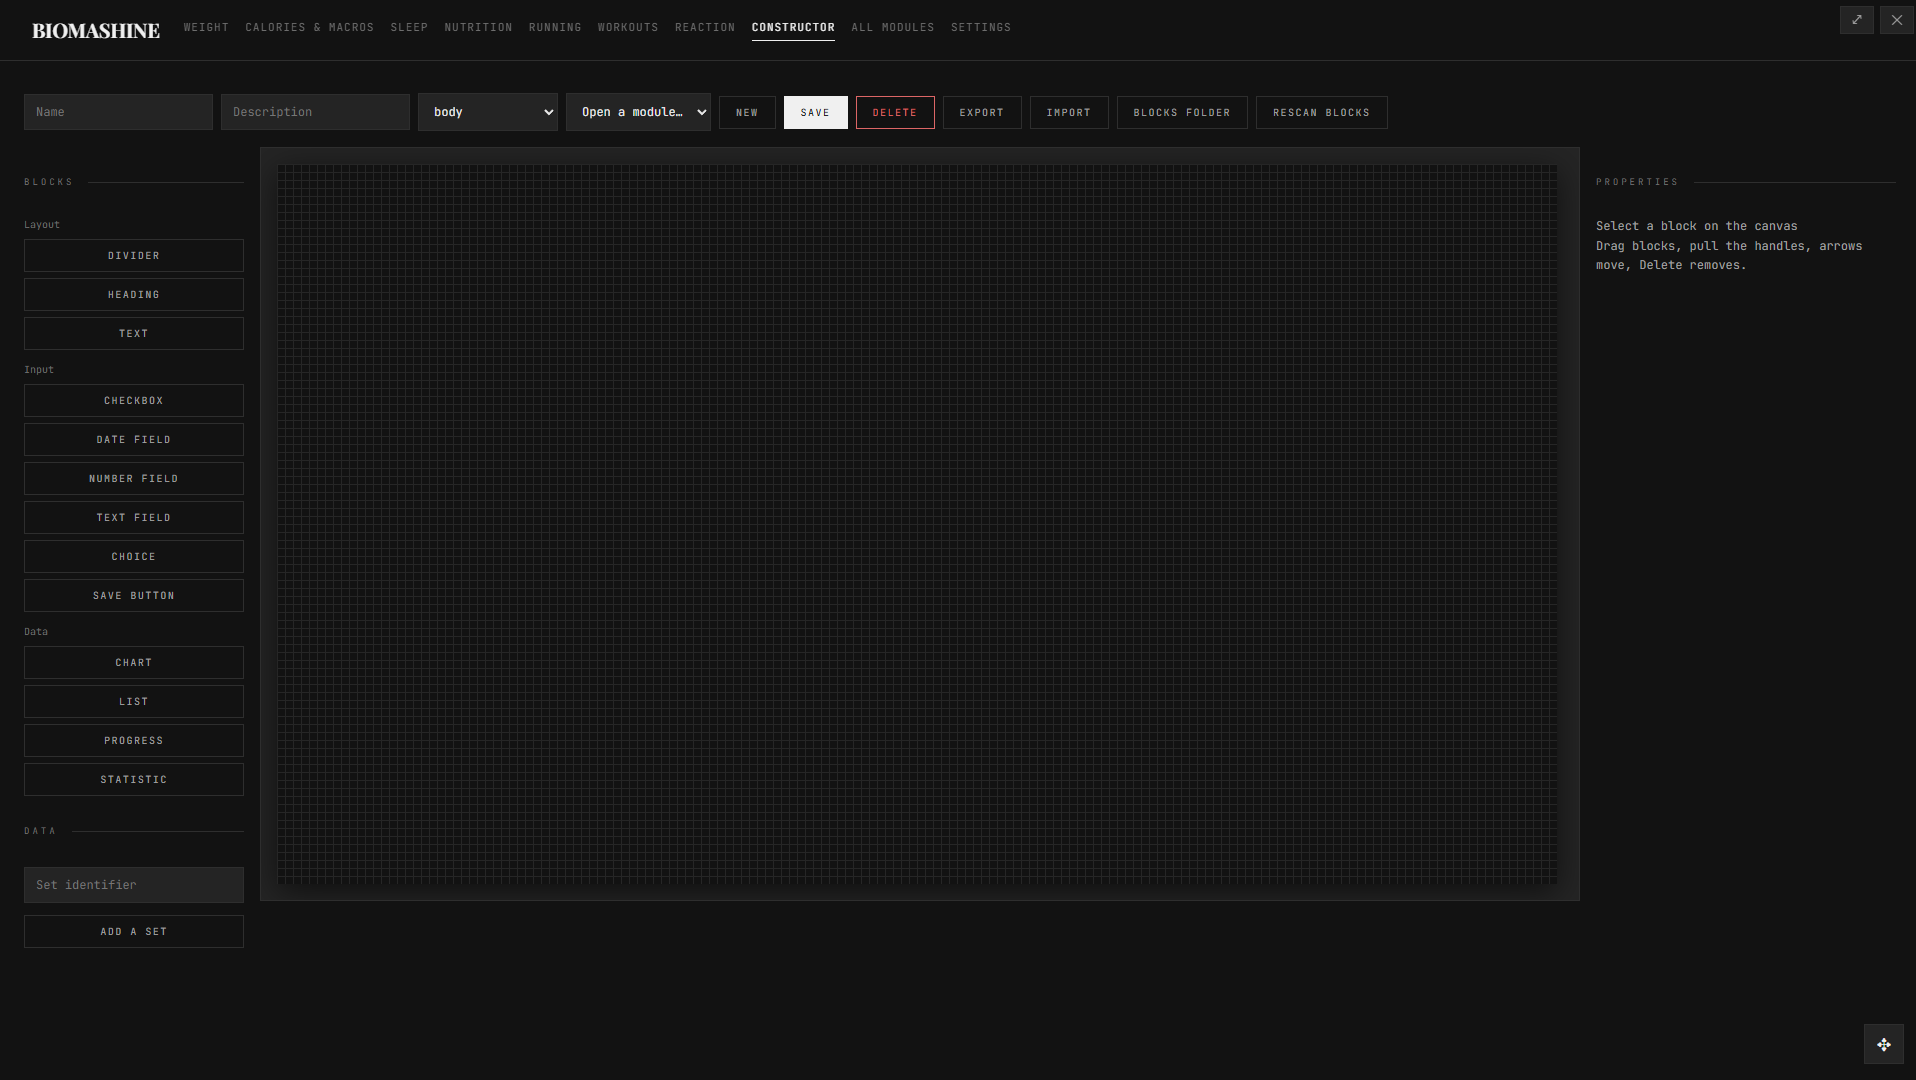 BIOMASHINE WEIGHT CALORIES & MACROS SLEEP NUTRITION RUNNING WORKOUTS REACTION CONSTRUCTOR ALL MODULES SETTINGS
Name Description body Open a module… NEW SAVE DELETE EXPORT IMPORT BLOCKS FOLDER RESCAN BLOCKS
BLOCKS
Layout
DIVIDER
HEADING
TEXT
Input
CHECKBOX
DATE FIELD
NUMBER FIELD
TEXT FIELD
CHOICE
SAVE BUTTON
Data
CHART
LIST
PROGRESS
STATISTIC
DATA
Set identifier
ADD A SET
PROPERTIES
Select a block on the canvas
Drag blocks, pull the handles, arrows
move, Delete removes.